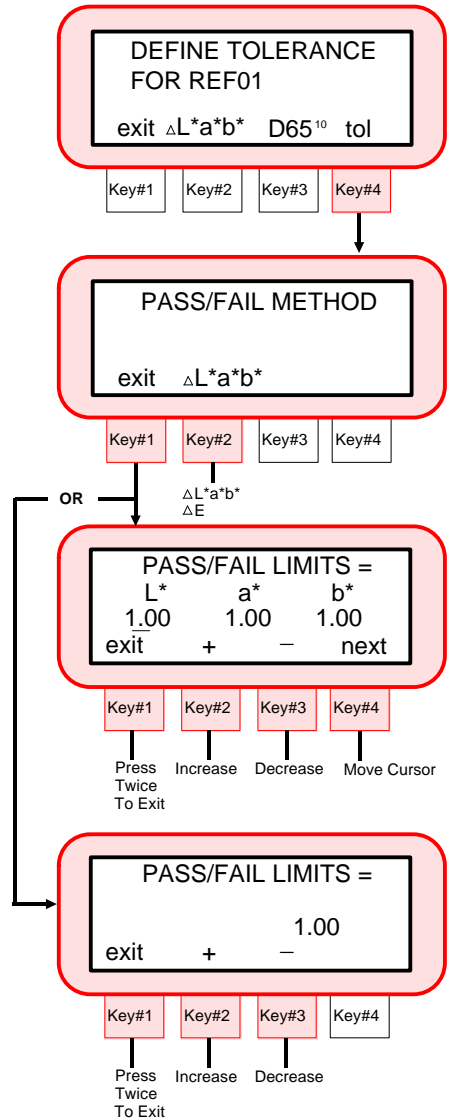 DEFINE TOLERANCE
FOR REF01
exit ΔL*a*b* D65¹⁰ tol
Key#1 Key#2 Key#3 Key#4
PASS/FAIL METHOD
exit ΔL*a*b*
Key#1 Key#2 Key#3 Key#4
OR
ΔL*a*b*
ΔE
PASS/FAIL LIMITS =
L* a* b*
1.00 1.00 1.00
exit + – next
Key#1 Key#2 Key#3 Key#4
Press
Twice
To Exit
Increase
Decrease
Move Cursor
PASS/FAIL LIMITS =
1.00
exit + –
Key#1 Key#2 Key#3 Key#4
Press
Twice
To Exit
Increase
Decrease